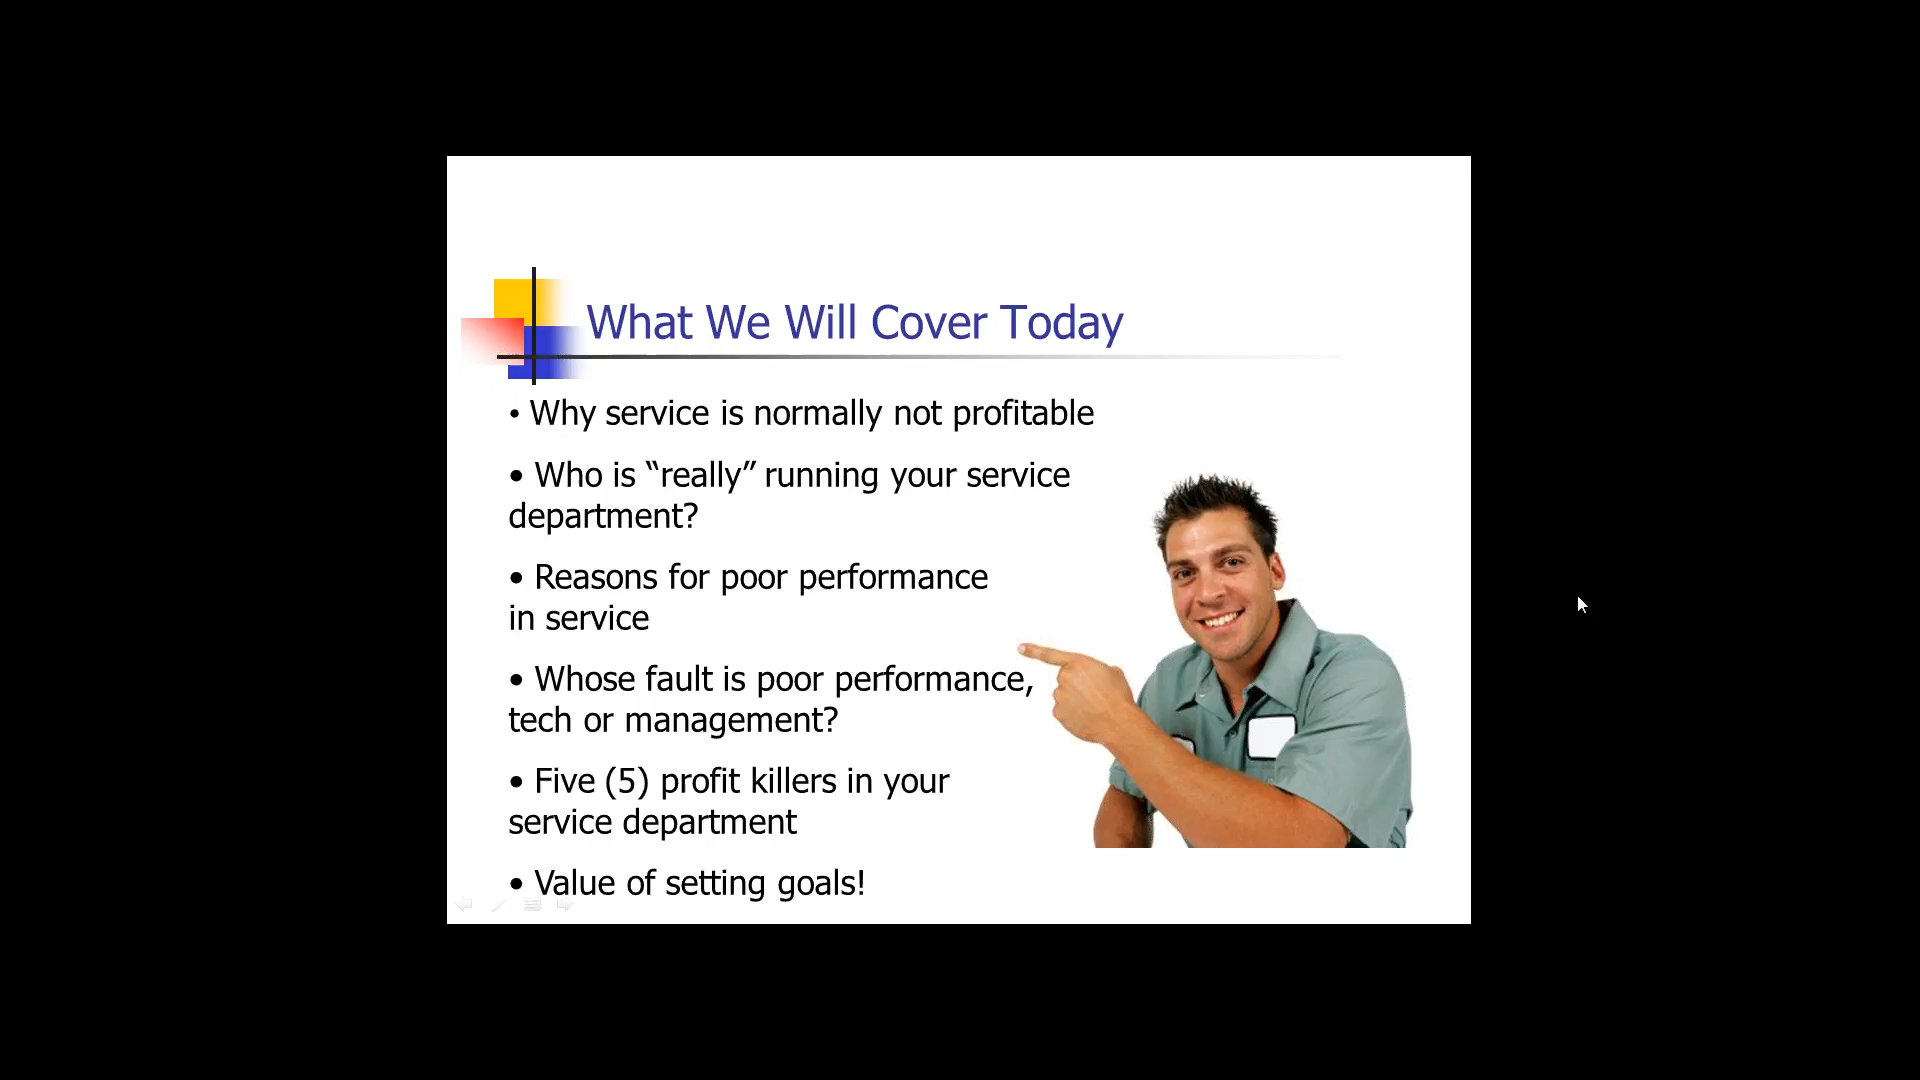 What We Will Cover Today
• Why service is normally not profitable
• Who is “really” running your service
department?
• Reasons for poor performance
in service
• Whose fault is poor performance,
tech or management?
• Five (5) profit killers in your
service department
• Value of setting goals!